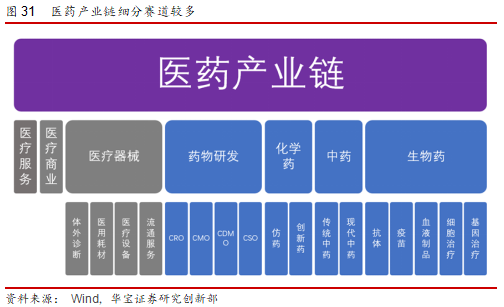 图 31 医药产业链细分赛道较多
医药产业链
医疗服务
医疗商业
医疗器械
药物研发
化学药
中药
生物药
体外诊断
医用耗材
医疗设备
流通服务
CRO
CMO
CDMO
CSO
仿药
创新药
传统中药
现代中药
抗体
疫苗
血液制品
细胞治疗
基因治疗
资料来源： Wind, 华宝证券研究创新部